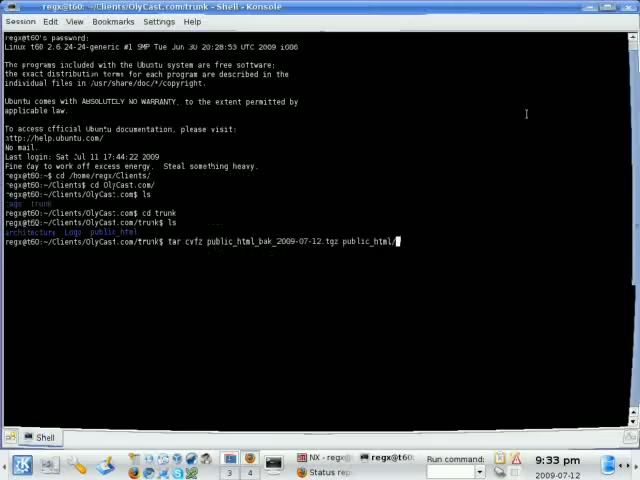 regx@t60: ~/Clients/OlyCast.com/trunk - Shell - Konsole
Session Edit View Bookmarks Settings Help
regx@t60's password:
Linux t60 2.6 24-24-generic #1 SMP Tue Jun 30 20:28:53 UTC 2009 i686
The programs included with the Ubuntu system are free software;
the exact distribution terms for each program are described in the
individual files in /usr/share/doc/*/copyright.
Ubuntu comes with ABSOLUTELY NO WARRANTY, to the extent permitted by
applicable law.
To access official Ubuntu documentation, please visit:
http://help.ubuntu.com/
No mail.
Last login: Sat Jul 11 17:44:22 2009
Fine day to work off excess energy.  Steal something heavy.
regx@t60:~$ cd /home/regx/Clients/
regx@t60:~/Clients$ cd OlyCast.com/
regx@t60:~/Clients/OlyCast.com$ ls
tags trunk
regx@t60:~/Clients/OlyCast.com$ cd trunk
regx@t60:~/Clients/OlyCast.com/trunk$ ls
architecture Logo public_html
regx@t60:~/Clients/OlyCast.com/trunk$ tar cvfz public_html_bak_2009-07-12.tgz public_html/
Shell
NX - regx@
regx@t60:
Run command:
9:33 pm
3 4
Status rep
2009-07-12